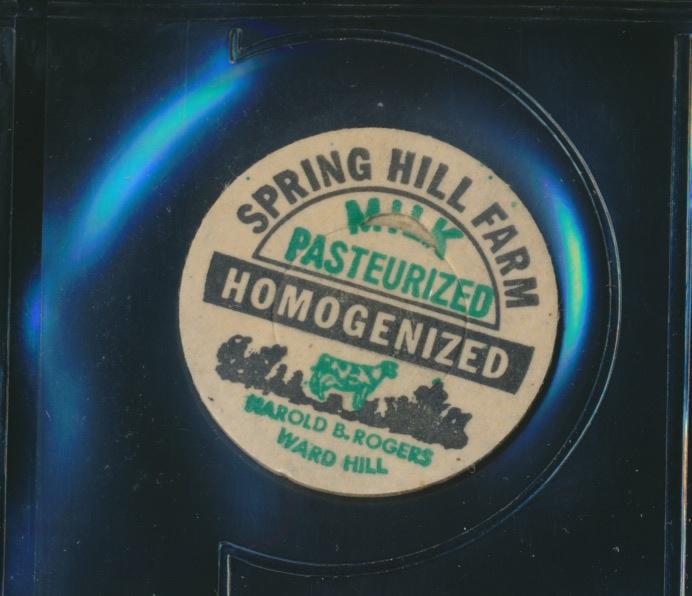 SPRING HILL FARM
MILK
PASTEURIZED
HOMOGENIZED
HAROLD B. ROGERS
WARD HILL